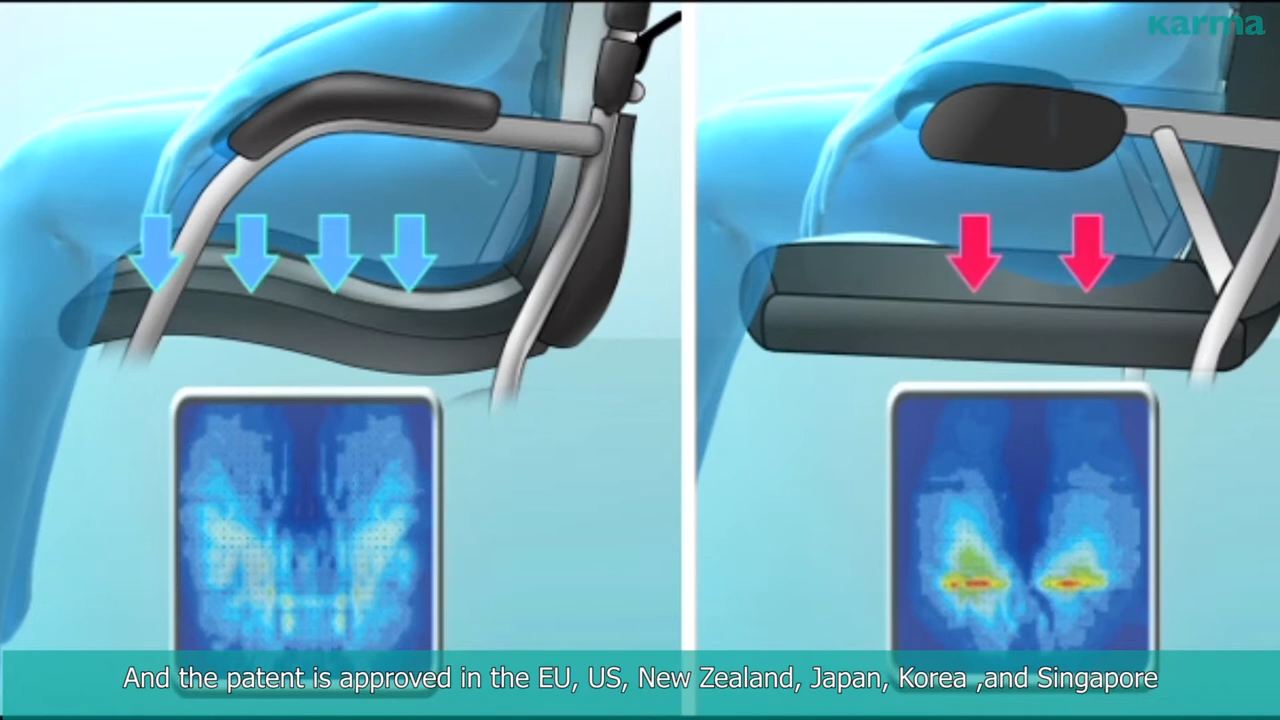 Karma
And the patent is approved in the EU, US, New Zealand, Japan, Korea ,and Singapore